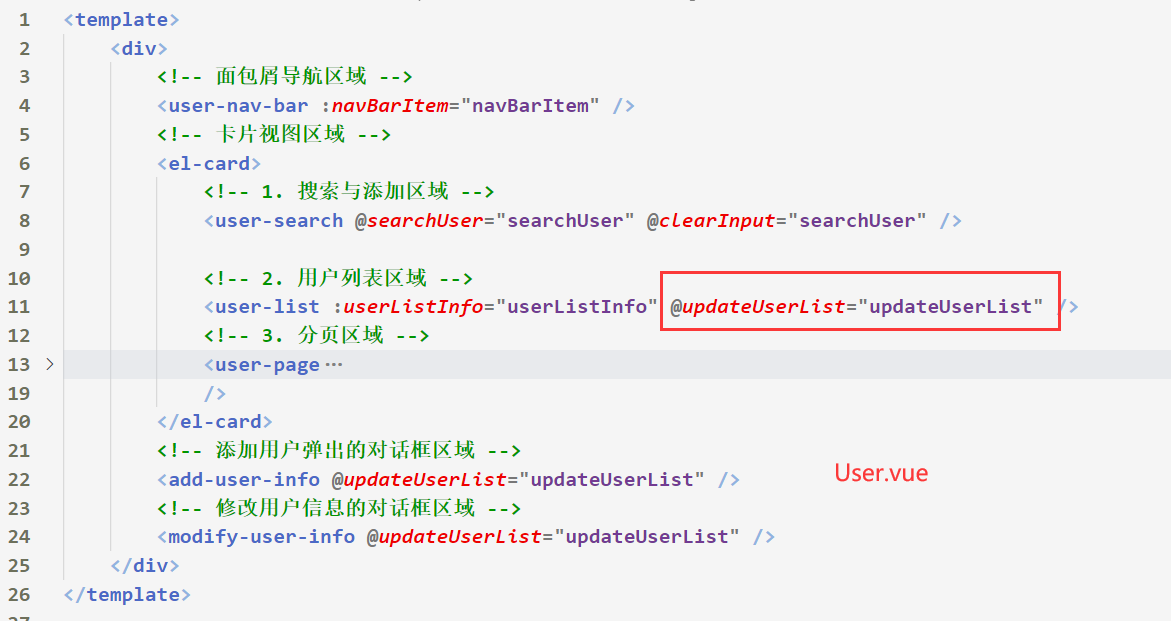 1 <template>
2 <div>
3 <!-- 面包屑导航区域 -->
4 <user-nav-bar :navBarItem="navBarItem" />
5 <!-- 卡片视图区域 -->
6 <el-card>
7 <!-- 1. 搜索与添加区域 -->
8 <user-search @searchUser="searchUser" @clearInput="searchUser" />
9
10 <!-- 2. 用户列表区域 -->
11 <user-list :userListInfo="userListInfo" @updateUserList="updateUserList" />
12 <!-- 3. 分页区域 -->
13 <user-page ···
19 />
20 </el-card>
21 <!-- 添加用户弹出的对话框区域 -->
22 <add-user-info @updateUserList="updateUserList" />
User.vue
23 <!-- 修改用户信息的对话框区域 -->
24 <modify-user-info @updateUserList="updateUserList" />
25 </div>
26 </template>